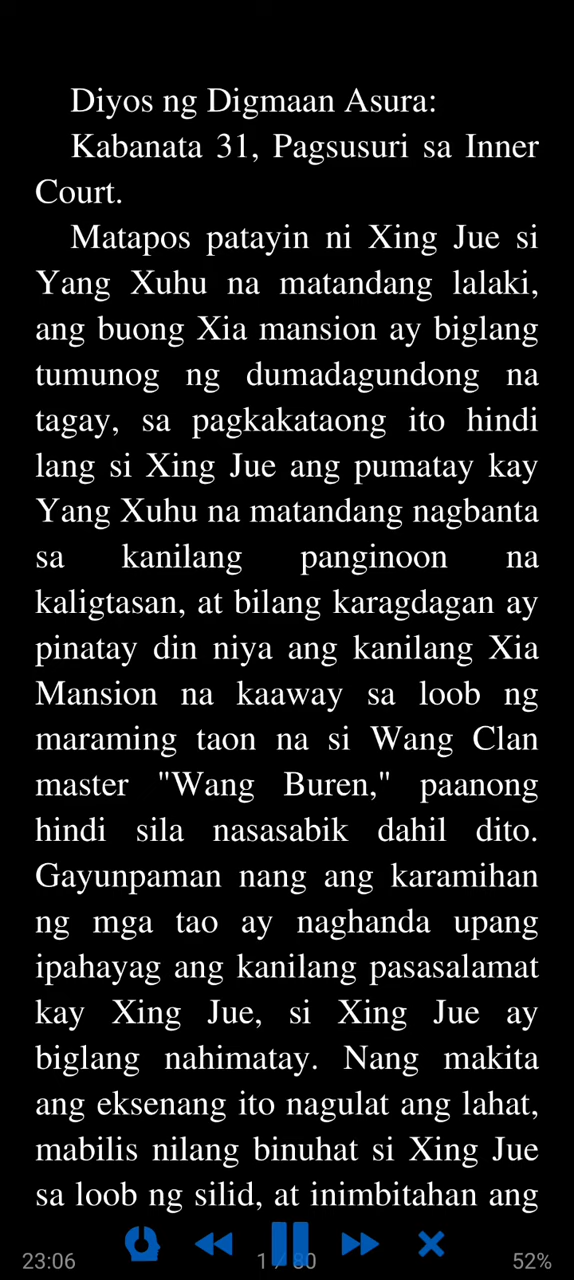 Diyos ng Digmaan Asura:
Kabanata 31, Pagsusuri sa Inner
Court.
Matapos patayin ni Xing Jue si
Yang Xuhu na matandang lalaki,
ang buong Xia mansion ay biglang
tumunog ng dumadagundong na
tagay, sa pagkakataong ito hindi
lang si Xing Jue ang pumatay kay
Yang Xuhu na matandang nagbanta
sa kanilang panginoon na
kaligtasan, at bilang karagdagan ay
pinatay din niya ang kanilang Xia
Mansion na kaaway sa loob ng
maraming taon na si Wang Clan
master "Wang Buren," paanong
hindi sila nasasabik dahil dito.
Gayunpaman nang ang karamihan
ng mga tao ay naghanda upang
ipahayag ang kanilang pasasalamat
kay Xing Jue, si Xing Jue ay
biglang nahimatay. Nang makita
ang eksenang ito nagulat ang lahat,
mabilis nilang binuhat si Xing Jue
sa loob ng silid, at inimbitahan ang
23:06 1 / 80 52%